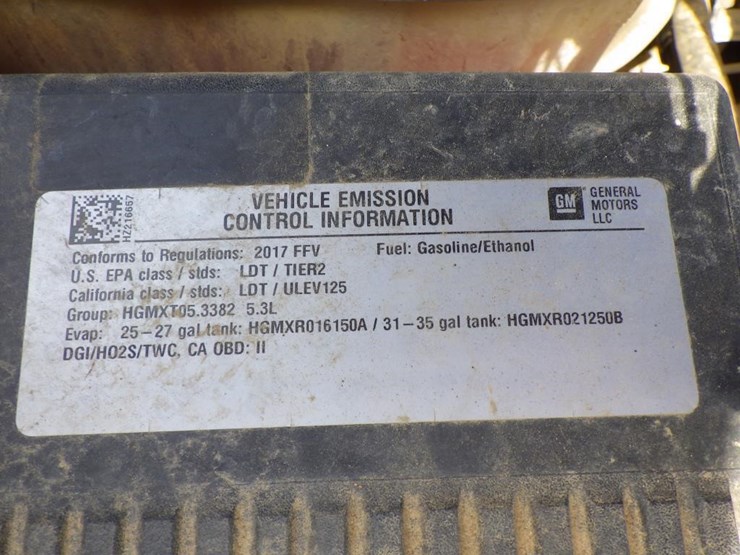 HZ216667
VEHICLE EMISSION
CONTROL INFORMATION
GM
GENERAL
MOTORS
LLC
Conforms to Regulations: 2017 FFV Fuel: Gasoline/Ethanol
U.S. EPA class / stds: LDT / TIER2
California class / stds: LDT / ULEV125
Group: HGMXT05.3382 5.3L
Evap: 25-27 gal tank: HGMXR016150A / 31-35 gal tank: HGMXR021250B
DGI/HO2S/TWC, CA OBD: II